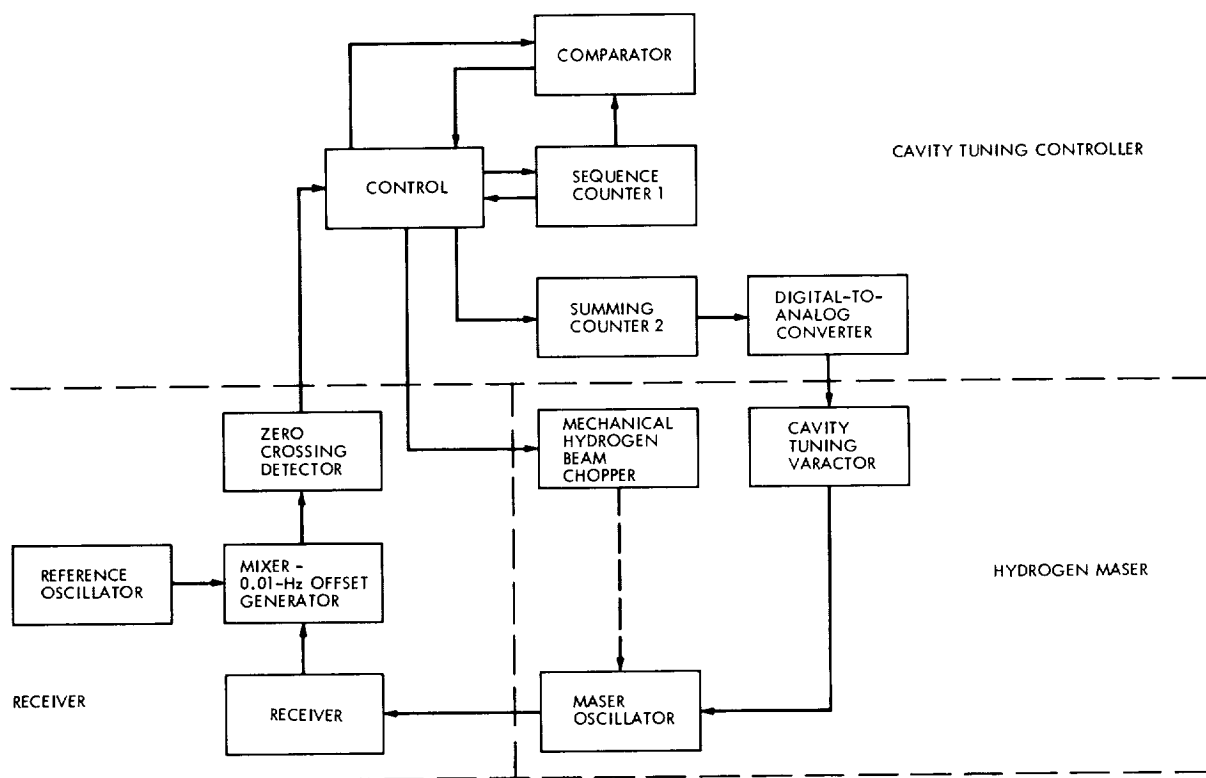 COMPARATOR
CAVITY TUNING CONTROLLER
CONTROL
SEQUENCE
COUNTER 1
SUMMING
COUNTER 2
DIGITAL-TO-
ANALOG
CONVERTER
ZERO
CROSSING
DETECTOR
MECHANICAL
HYDROGEN
BEAM
CHOPPER
CAVITY
TUNING
VARACTOR
REFERENCE
OSCILLATOR
MIXER -
0.01-Hz OFFSET
GENERATOR
HYDROGEN MASER
RECEIVER
RECEIVER
MASER
OSCILLATOR